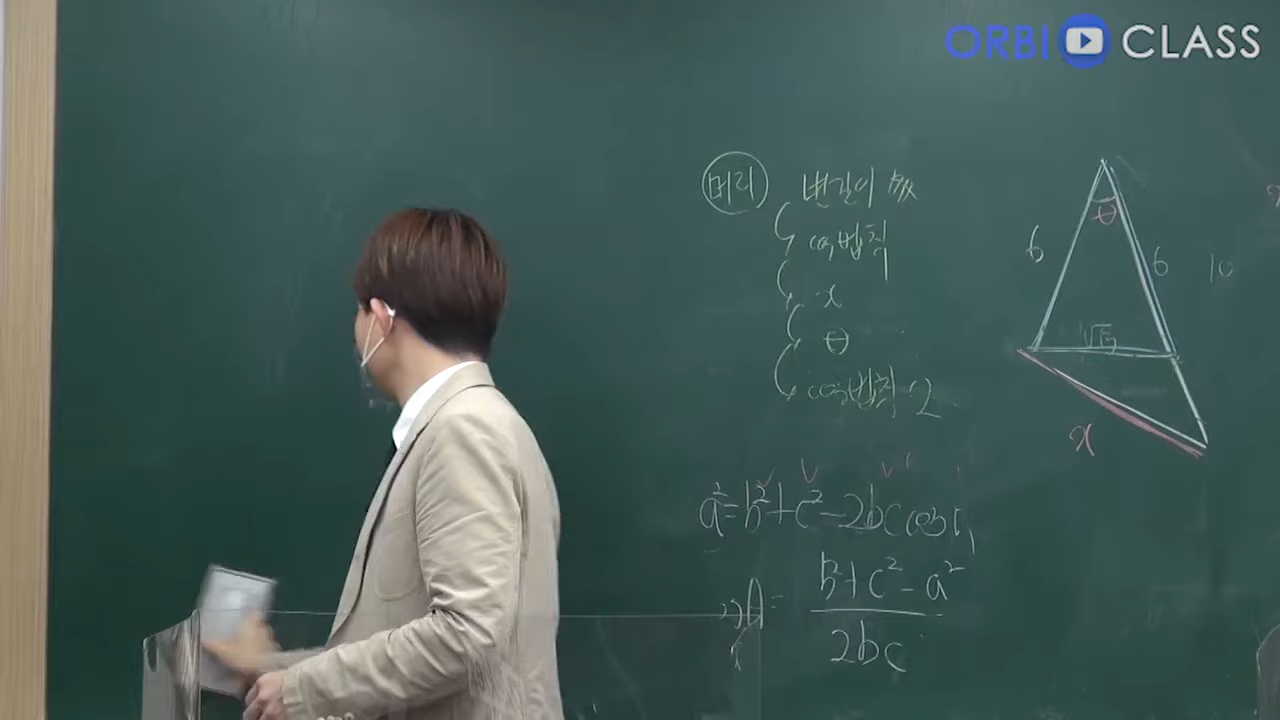 ORBI CLASS
머리 변길이
cos법칙
x
θ
cos법칙 2
θ
6
6
10
x
a²=b²+c²-2bc cos
= b²+c²-a² / 2bc